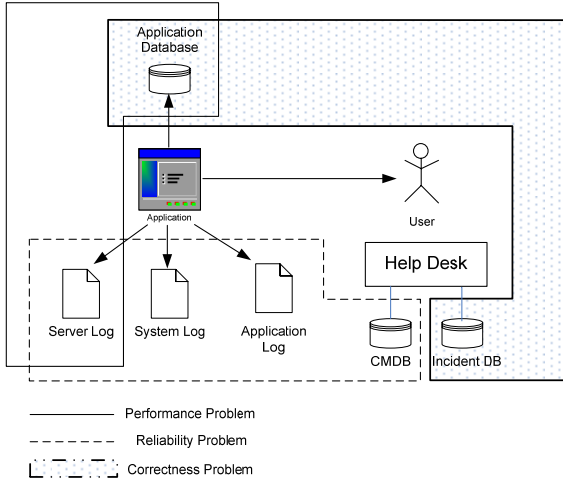 Application
Database
Application
User
Help Desk
Server Log
System Log
Application
Log
CMDB
Incident DB
Performance Problem
Reliability Problem
Correctness Problem